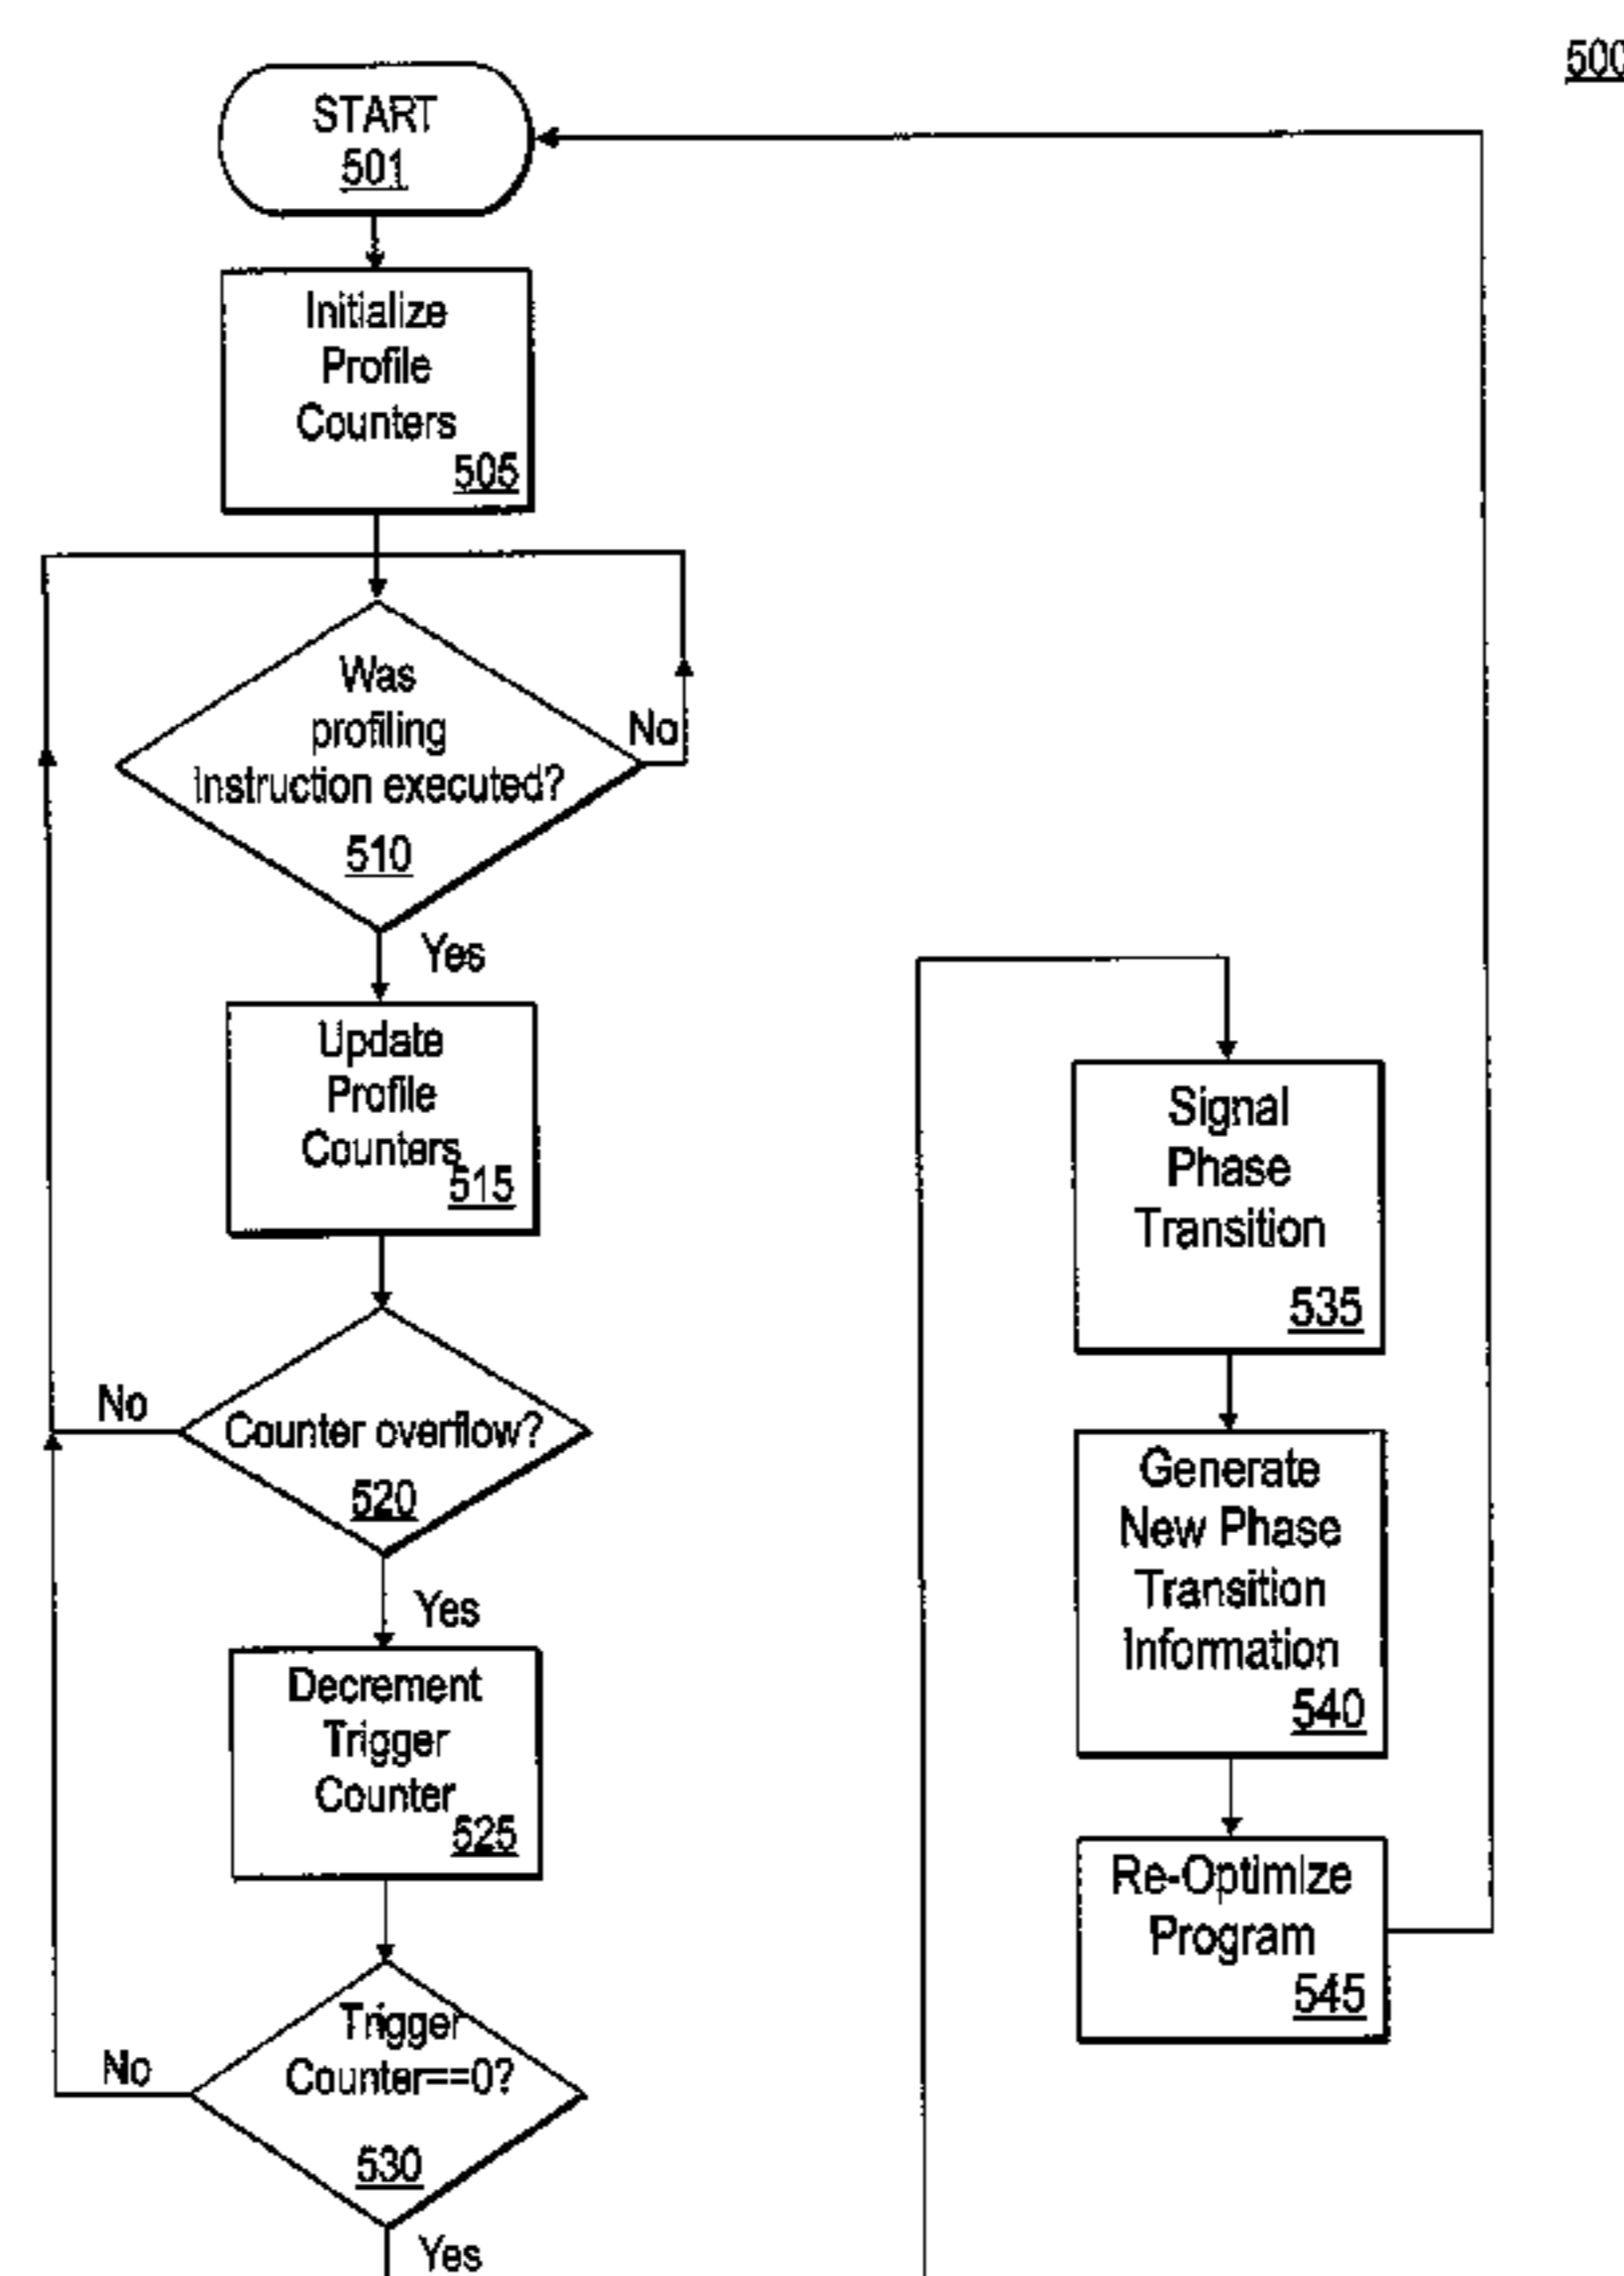 500
START
501
Initialize
Profile
Counters
505
Was
profiling
instruction executed?
510
No
Yes
Update
Profile
Counters
515
Counter overflow?
520
No
Yes
Decrement
Trigger
Counter
525
Trigger
Counter==0?
530
No
Yes
Signal
Phase
Transition
535
Generate
New Phase
Transition
Information
540
Re-Optimize
Program
545